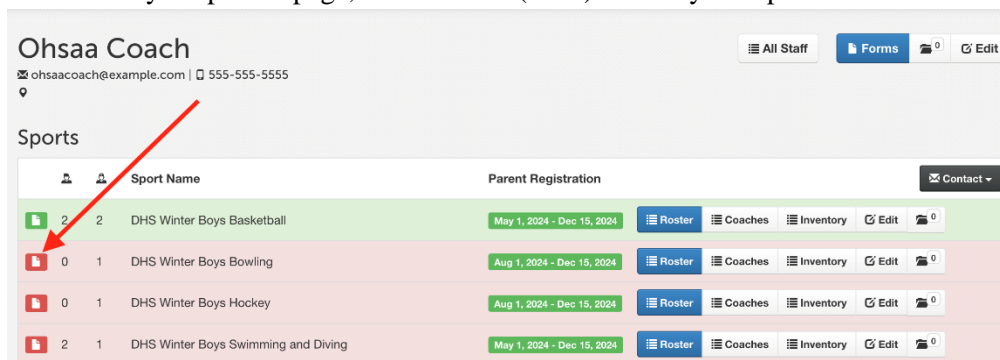 Ohsaa Coach
All Staff Forms 0 Edit
ohsaacoach@example.com | 555-555-5555
Sports
Sport Name Parent Registration Contact
2 2 DHS Winter Boys Basketball May 1, 2024 - Dec 15, 2024 Roster Coaches Inventory Edit 0
0 1 DHS Winter Boys Bowling Aug 1, 2024 - Dec 15, 2024 Roster Coaches Inventory Edit 0
0 1 DHS Winter Boys Hockey Aug 1, 2024 - Dec 15, 2024 Roster Coaches Inventory Edit 0
2 1 DHS Winter Boys Swimming and Diving May 1, 2024 - Dec 15, 2024 Roster Coaches Inventory Edit 0